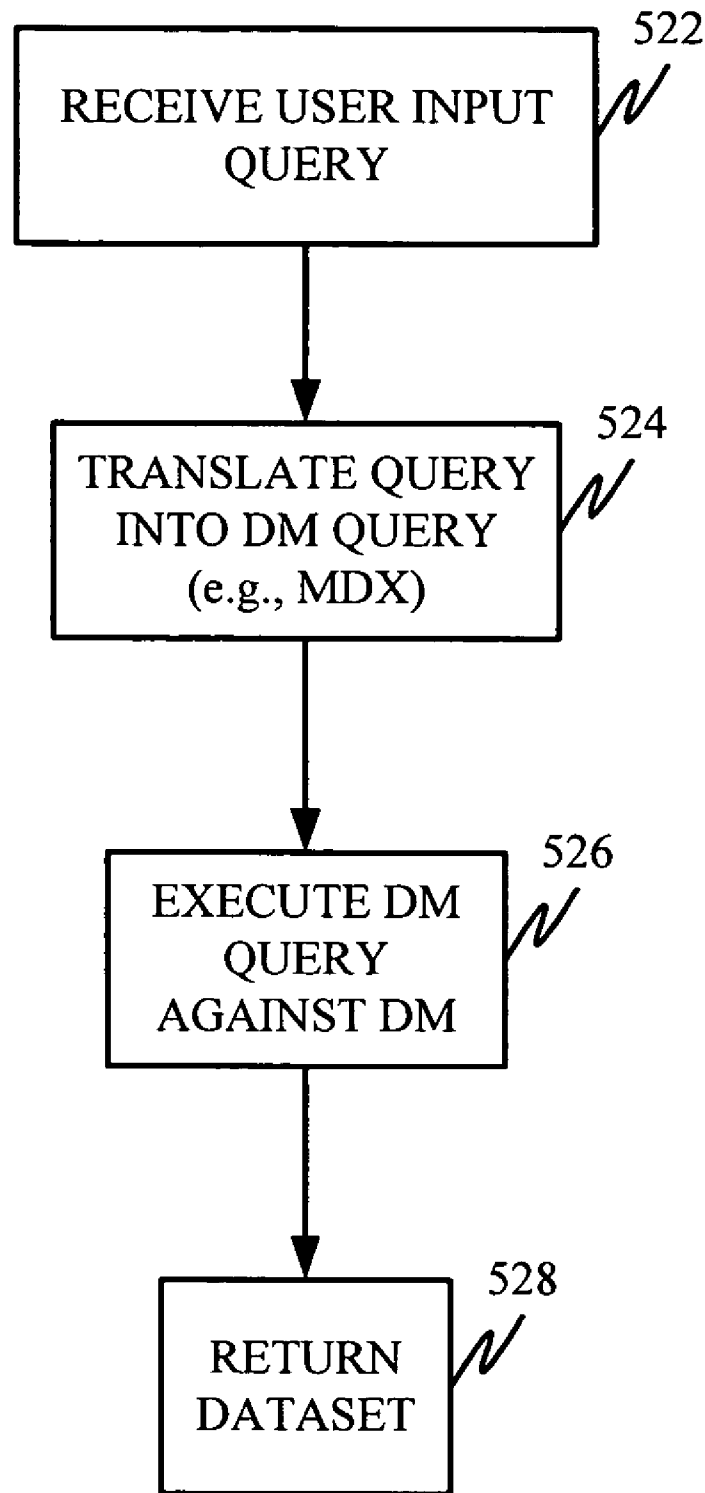 522
RECEIVE USER INPUT
QUERY
524
TRANSLATE QUERY
INTO DM QUERY
(e.g., MDX)
526
EXECUTE DM
QUERY
AGAINST DM
528
RETURN
DATASET